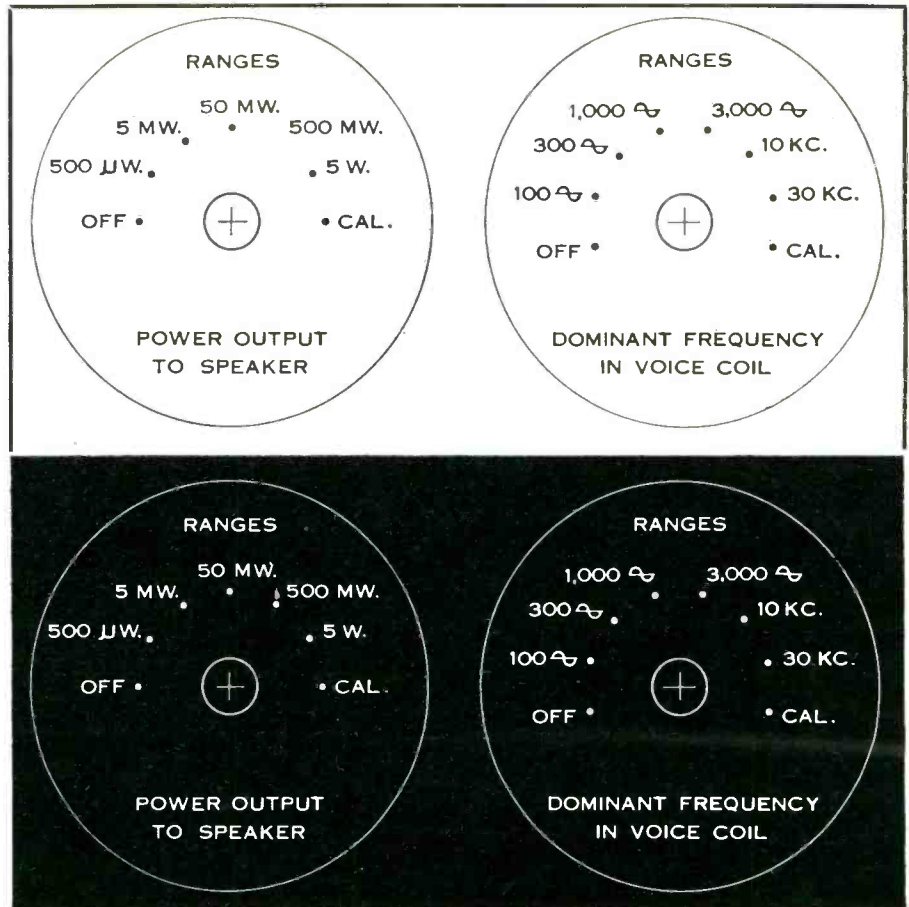 RANGES
50 MW.
5 MW.
500 MW.
500 μW.
5 W.
OFF
CAL.
POWER OUTPUT
TO SPEAKER
RANGES
1,000 ∿
3,000 ∿
300 ∿
10 KC.
100 ∿
30 KC.
OFF
CAL.
DOMINANT FREQUENCY
IN VOICE COIL
RANGES
50 MW.
5 MW.
500 MW.
500 μW.
5 W.
OFF
CAL.
POWER OUTPUT
TO SPEAKER
RANGES
1,000 ∿
3,000 ∿
300 ∿
10 KC.
100 ∿
30 KC.
OFF
CAL.
DOMINANT FREQUENCY
IN VOICE COIL